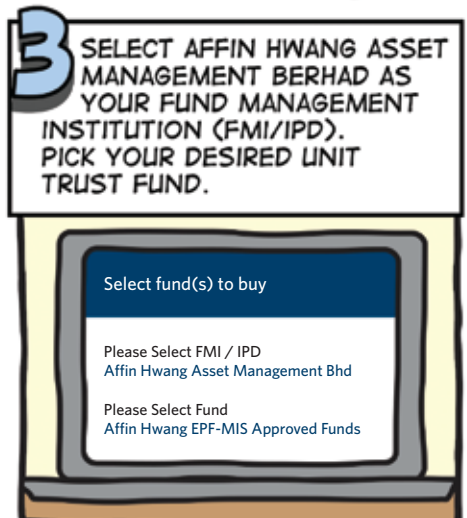 3
SELECT AFFIN HWANG ASSET
MANAGEMENT BERHAD AS
YOUR FUND MANAGEMENT
INSTITUTION (FMI/IPD).
PICK YOUR DESIRED UNIT
TRUST FUND.
Select fund(s) to buy
Please Select FMI / IPD
Affin Hwang Asset Management Bhd
Please Select Fund
Affin Hwang EPF-MIS Approved Funds